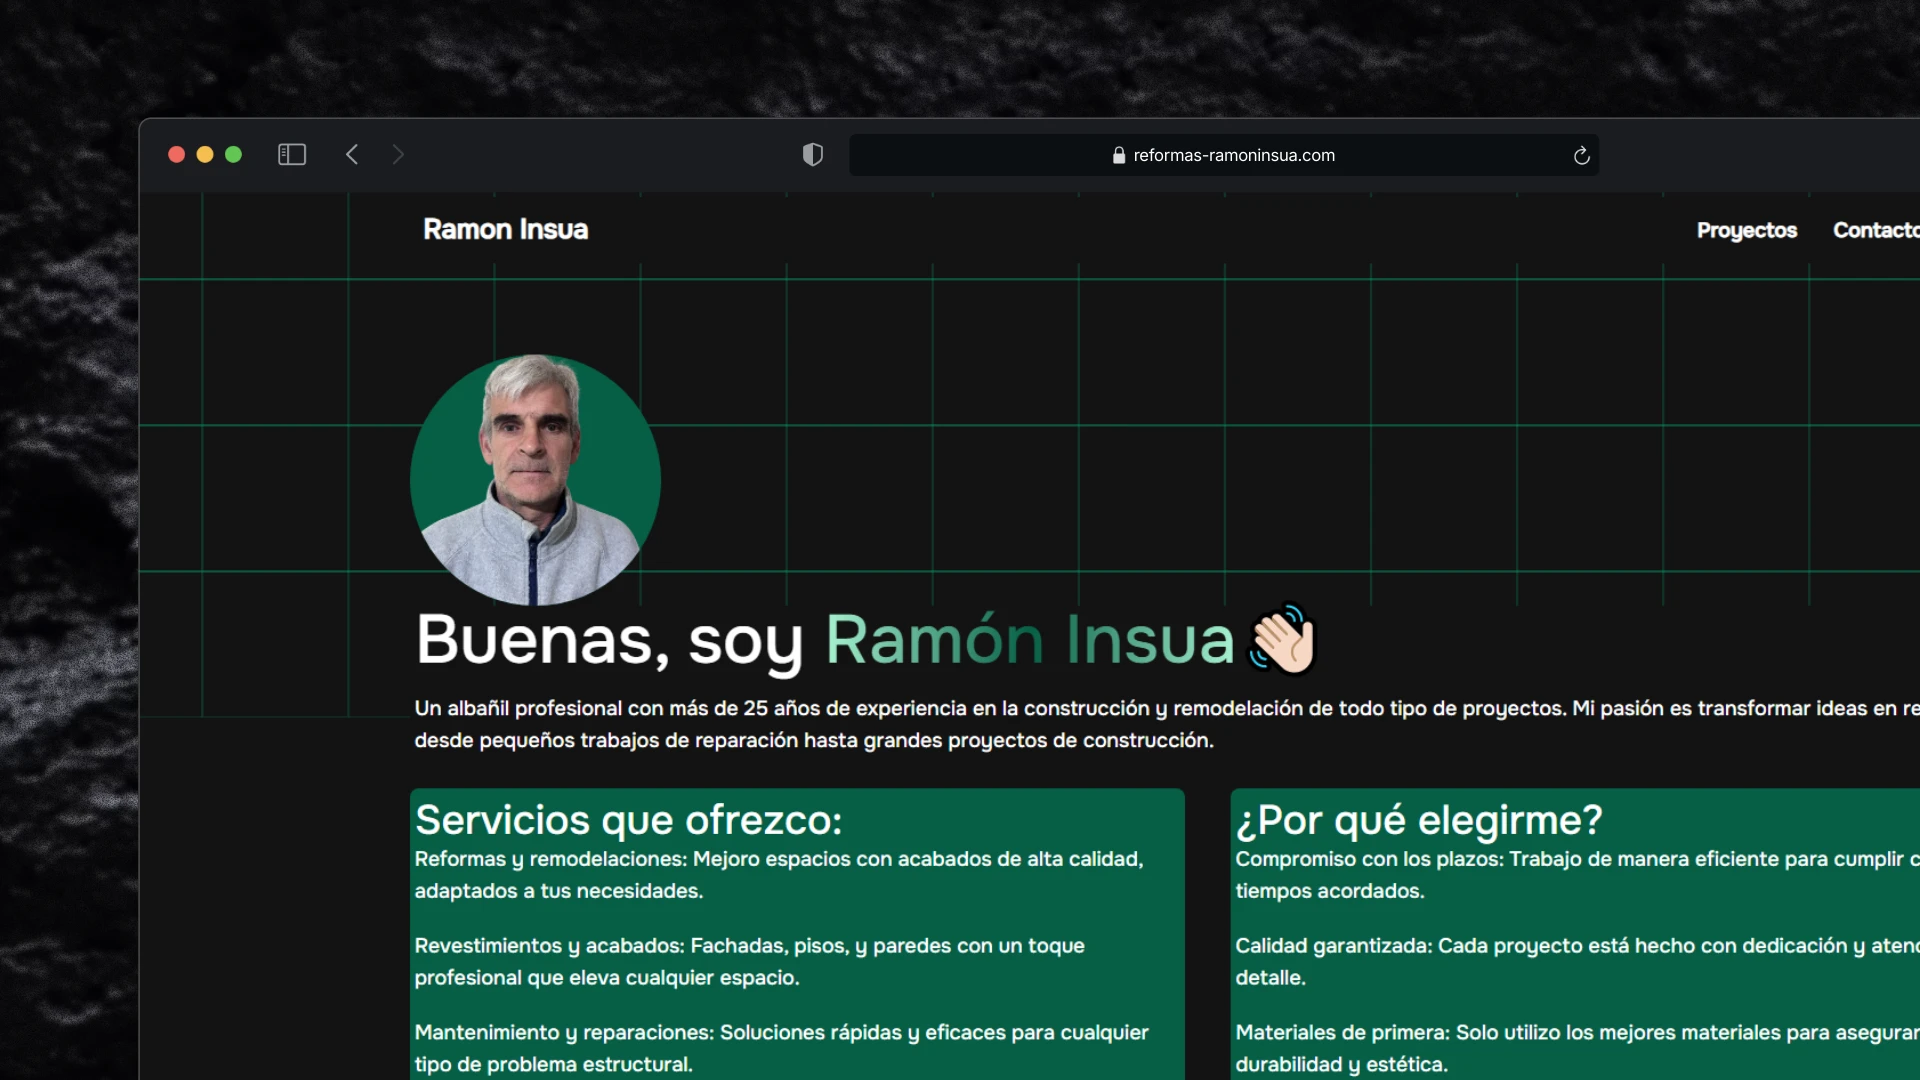 reformas-ramoninsua.com
Ramon Insua
Proyectos
Contacto
Buenas, soy Ramón Insua
Un albañil profesional con más de 25 años de experiencia en la construcción y remodelación de todo tipo de proyectos. Mi pasión es transformar ideas en
desde pequeños trabajos de reparación hasta grandes proyectos de construcción.
Servicios que ofrezco:
Reformas y remodelaciones: Mejoro espacios con acabados de alta calidad,
adaptados a tus necesidades.
Revestimientos y acabados: Fachadas, pisos, y paredes con un toque
profesional que eleva cualquier espacio.
Mantenimiento y reparaciones: Soluciones rápidas y eficaces para cualquier
tipo de problema estructural.
¿Por qué elegirme?
Compromiso con los plazos: Trabajo de manera eficiente para cumplir
tiempos acordados.
Calidad garantizada: Cada proyecto está hecho con dedicación y
detalle.
Materiales de primera: Solo utilizo los mejores materiales para asegurar
durabilidad y estética.